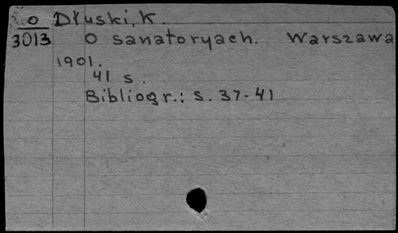 o Dłuski, K.
3013 O sanatoryach. Warszawa
1901.
41 s.
Bibliogr.: s. 37-41